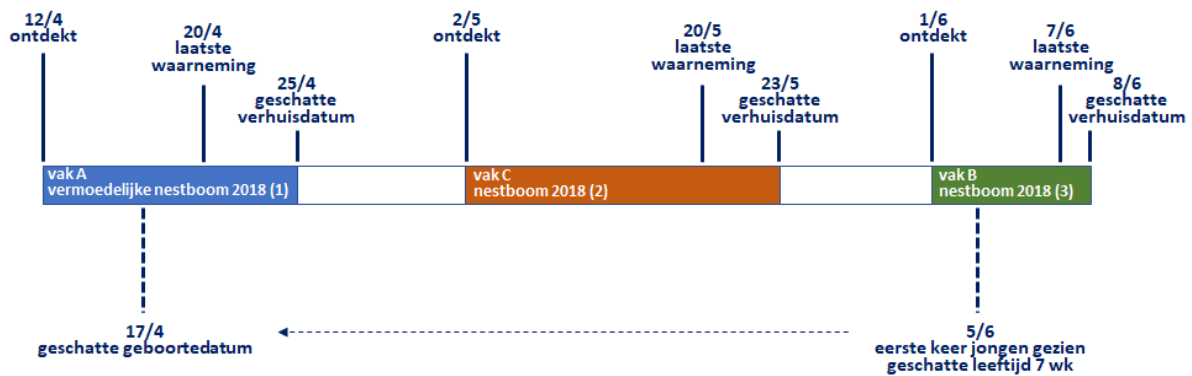 12/4
ontdekt
20/4
laatste
waarneming
25/4
geschatte
verhuisdatum
2/5
ontdekt
20/5
laatste
waarneming
23/5
geschatte
verhuisdatum
1/6
ontdekt
7/6
laatste
waarneming
8/6
geschatte
verhuisdatum
vak A
vermoedelijke nestboom 2018 (1)
vak C
nestboom 2018 (2)
vak B
nestboom 2018 (3)
17/4
geschatte geboortedatum
5/6
eerste keer jongen gezien
geschatte leeftijd 7 wk